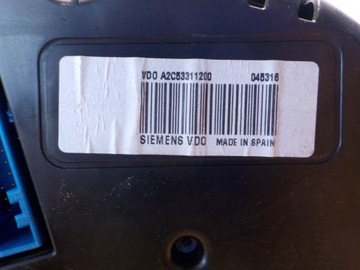 VDO A2C53311200 045316
SIEMENS VDO MADE IN SPAIN